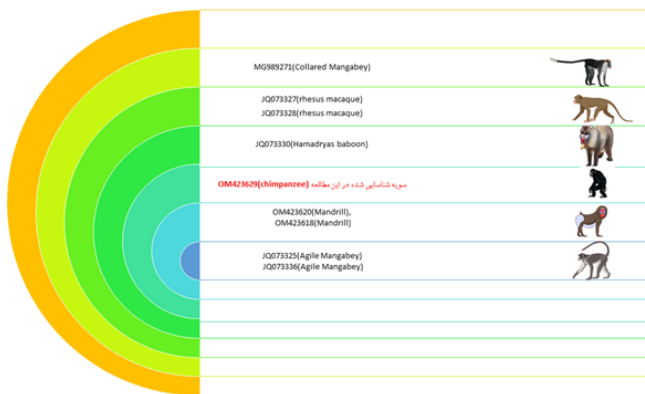 MG989271(Collared Mangabey)
JQ073327(rhesus macaque)
JQ073328(rhesus macaque)
JQ073330(Hamadryas baboon)
OM423629(chimpanzee) سویه شناسایی شده در این مطالعه
OM423620(Mandrill),
OM423618(Mandrill)
JQ073325(Agile Mangabey)
JQ073336(Agile Mangabey)